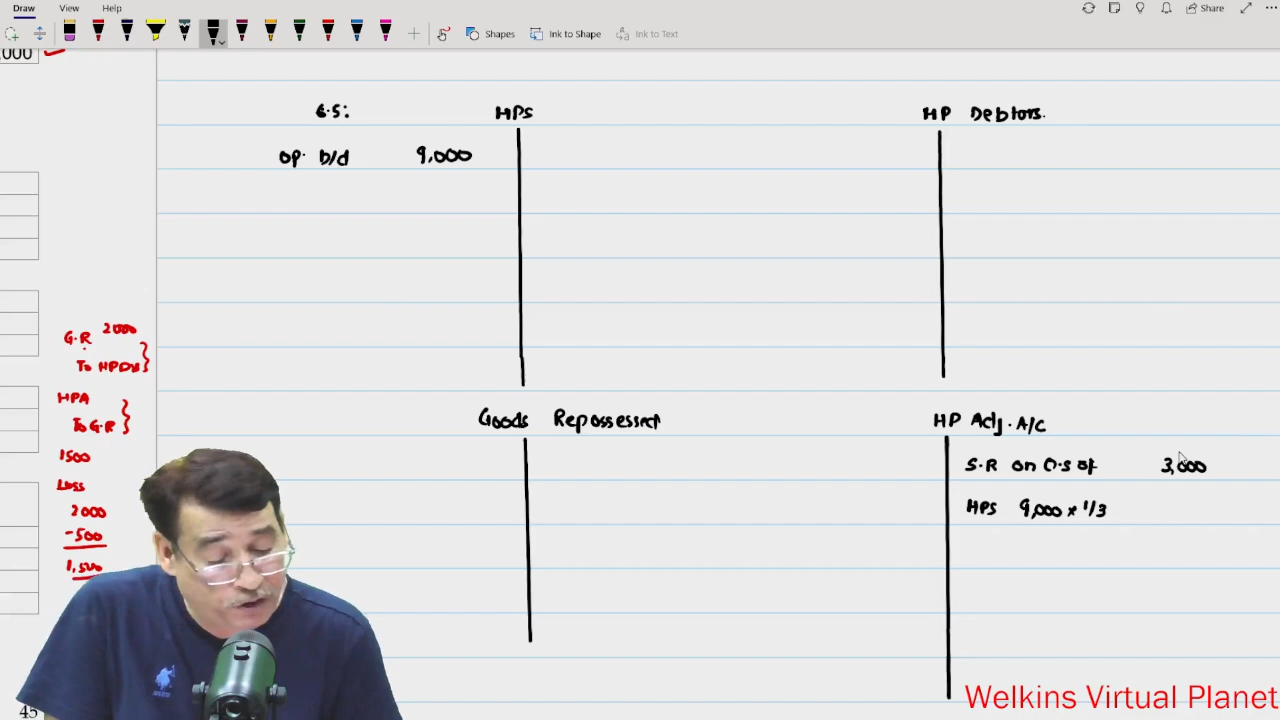 Draw View Help
Share
Shapes
Ink to Shape
Ink to Text
,000
HPS
HP Debtors.
Op. b/d 9,000
G.R 2000
To HPDrs
HPA
To G.R
1500
Loss
2000
-500
1,500
Goods Repossessed
HP Adj. A/C
S.R on O.S of 3,000
HPS 9,000 x 1/3
45
Welkins Virtual Planet